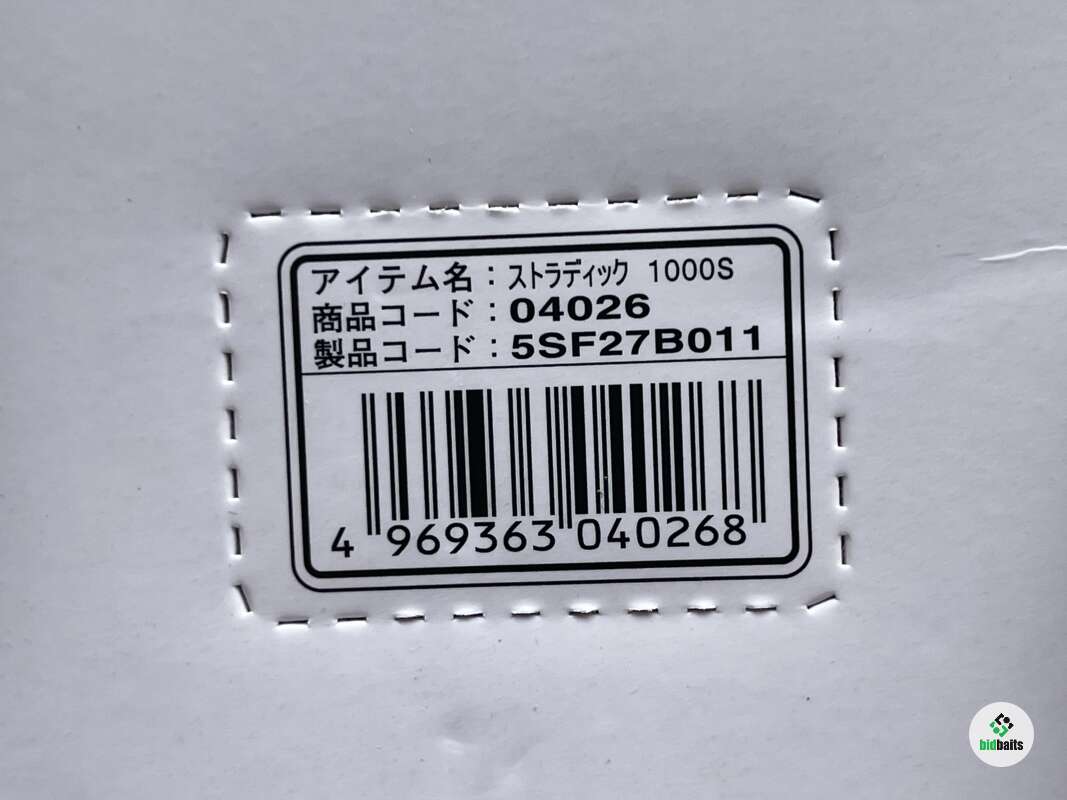 アイテム名：ストラディック 1000S
商品コード：04026
製品コード：5SF27B011
4 969363 040268
bidbaits